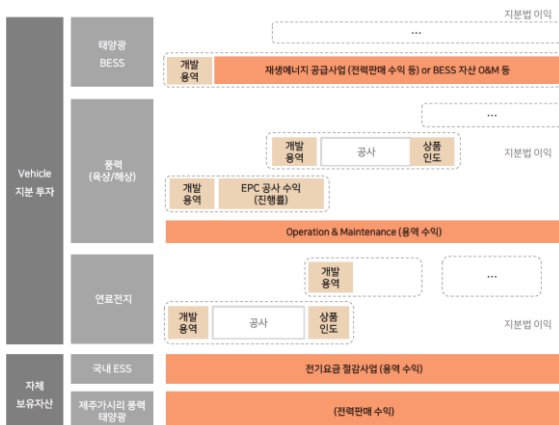 지분법 이익
태양광
BESS
...
개발
용역
재생에너지 공급사업 (전력판매 수익 등) or BESS 자산 O&M 등
Vehicle
지분 투자
풍력
(육상/해상)
...
개발
용역
공사
상품
인도
지분법 이익
개발
용역
EPC 공사 수익
(진행률)
Operation & Maintenance (용역 수익)
연료전지
개발
용역
...
개발
용역
공사
상품
인도
지분법 이익
자체
보유자산
국내 ESS
전기요금 절감사업 (용역 수익)
제주가시리 풍력
태양광
(전력판매 수익)